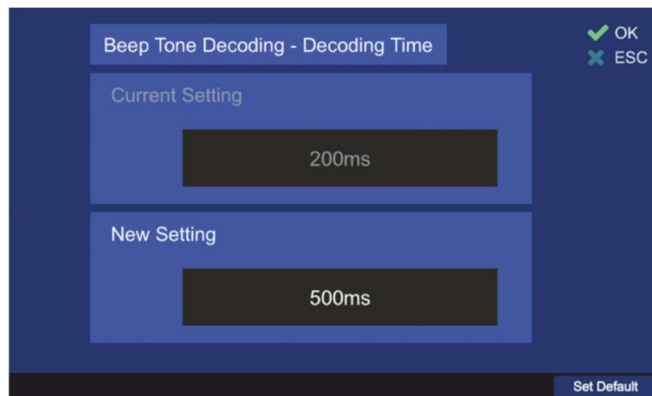 Beep Tone Decoding - Decoding Time
OK
ESC
Current Setting
200ms
New Setting
500ms
Set Default